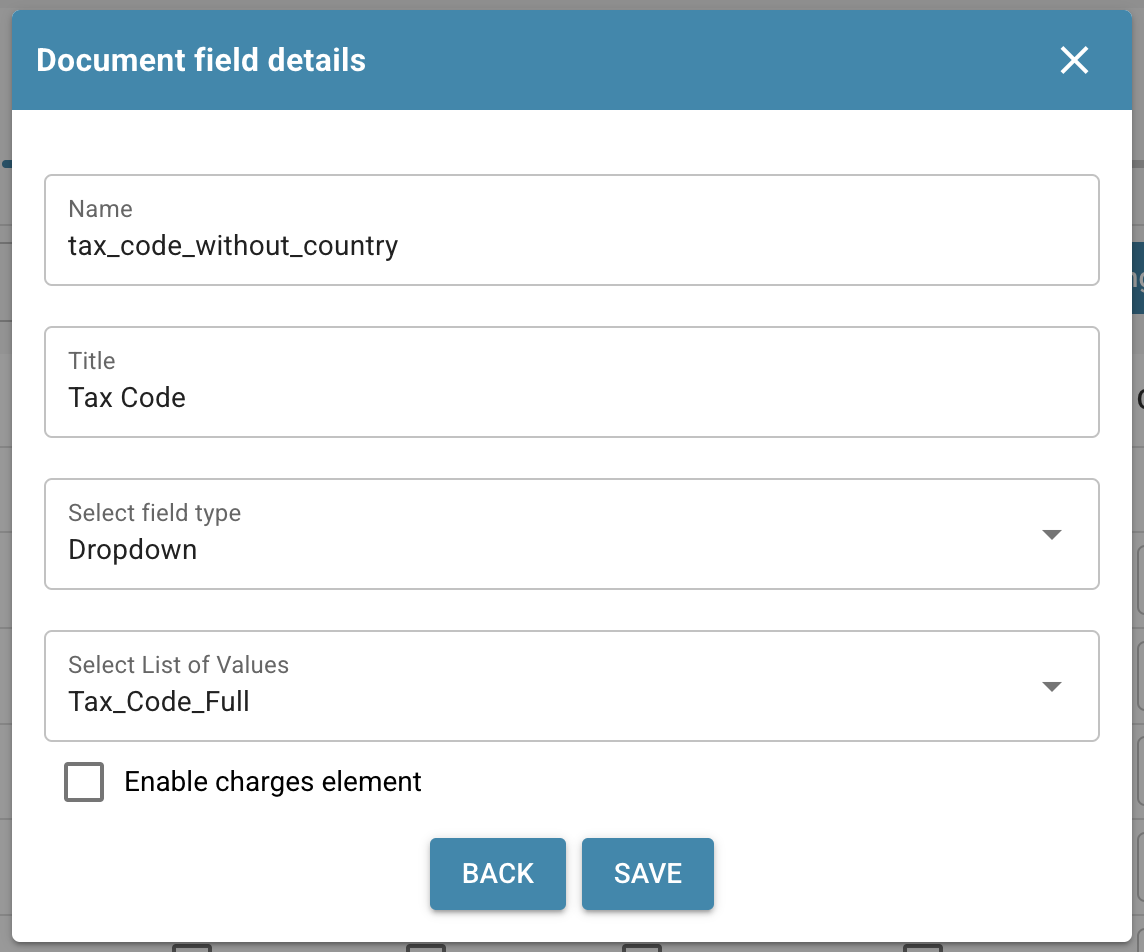 Document field details
Name
tax_code_without_country
Title
Tax Code
Select field type
Dropdown
Select List of Values
Tax_Code_Full
Enable charges element
BACK
SAVE